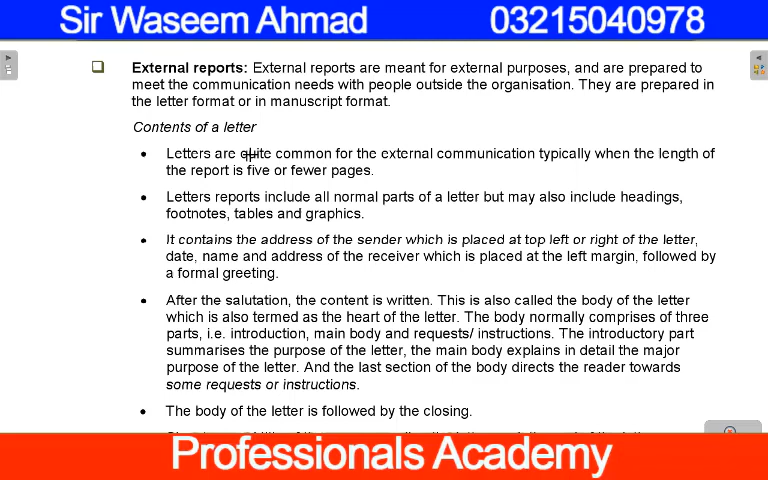 Sir Waseem Ahmad 03215040978
External reports: External reports are meant for external purposes, and are prepared to
meet the communication needs with people outside the organisation. They are prepared in
the letter format or in manuscript format.
Contents of a letter
• Letters are quite common for the external communication typically when the length of
the report is five or fewer pages.
• Letters reports include all normal parts of a letter but may also include headings,
footnotes, tables and graphics.
• It contains the address of the sender which is placed at top left or right of the letter,
date, name and address of the receiver which is placed at the left margin, followed by
a formal greeting.
• After the salutation, the content is written. This is also called the body of the letter
which is also termed as the heart of the letter. The body normally comprises of three
parts, i.e. introduction, main body and requests/ instructions. The introductory part
summarises the purpose of the letter, the main body explains in detail the major
purpose of the letter. And the last section of the body directs the reader towards
some requests or instructions.
• The body of the letter is followed by the closing.
Professionals Academy